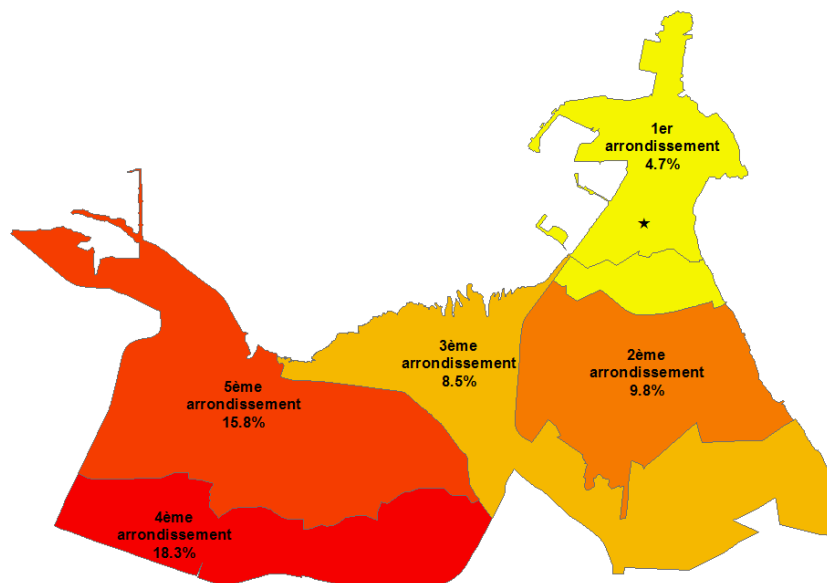 1er
arrondissement
4.7%
3ème
arrondissement
8.5%
2ème
arrondissement
9.8%
5ème
arrondissement
15.8%
4ème
arrondissement
18.3%